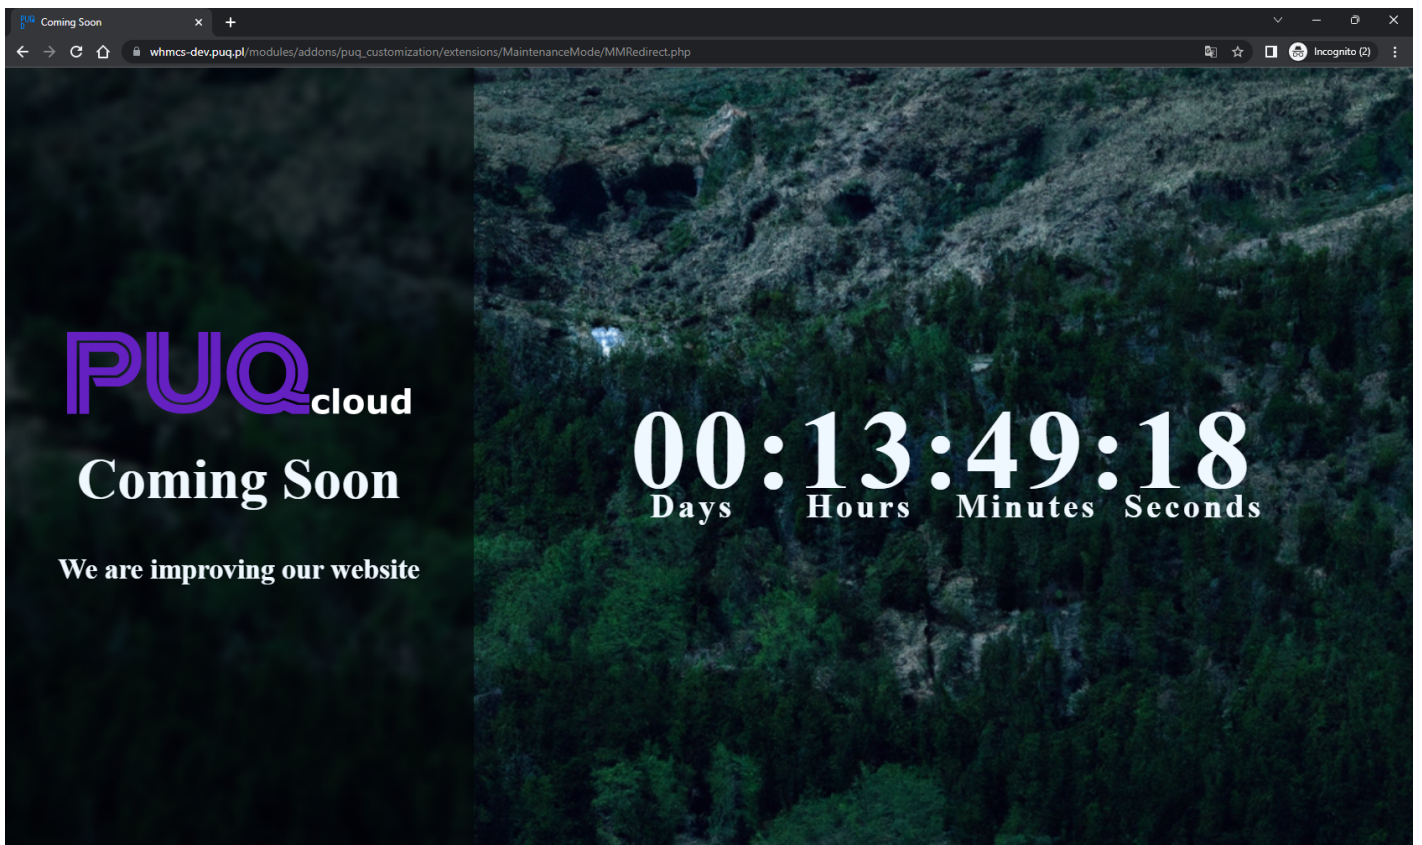 Coming Soon
whmcs-dev.puq.pl/modules/addons/puq_customization/extensions/MaintenanceMode/MMRedirect.php
Incognito (2)
PUQcloud
Coming Soon
We are improving our website
00:13:49:18
Days Hours Minutes Seconds